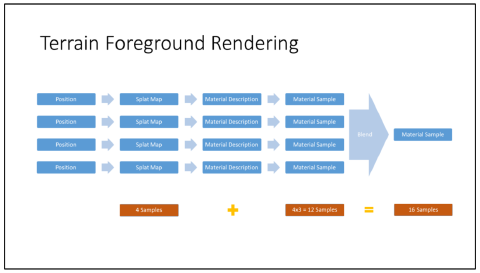 Terrain Foreground Rendering
Position Splat Map Material Description Material Sample
Position Splat Map Material Description Material Sample
Blend Material Sample
Position Splat Map Material Description Material Sample
Position Splat Map Material Description Material Sample
4 Samples + 4x3 = 12 Samples = 16 Samples